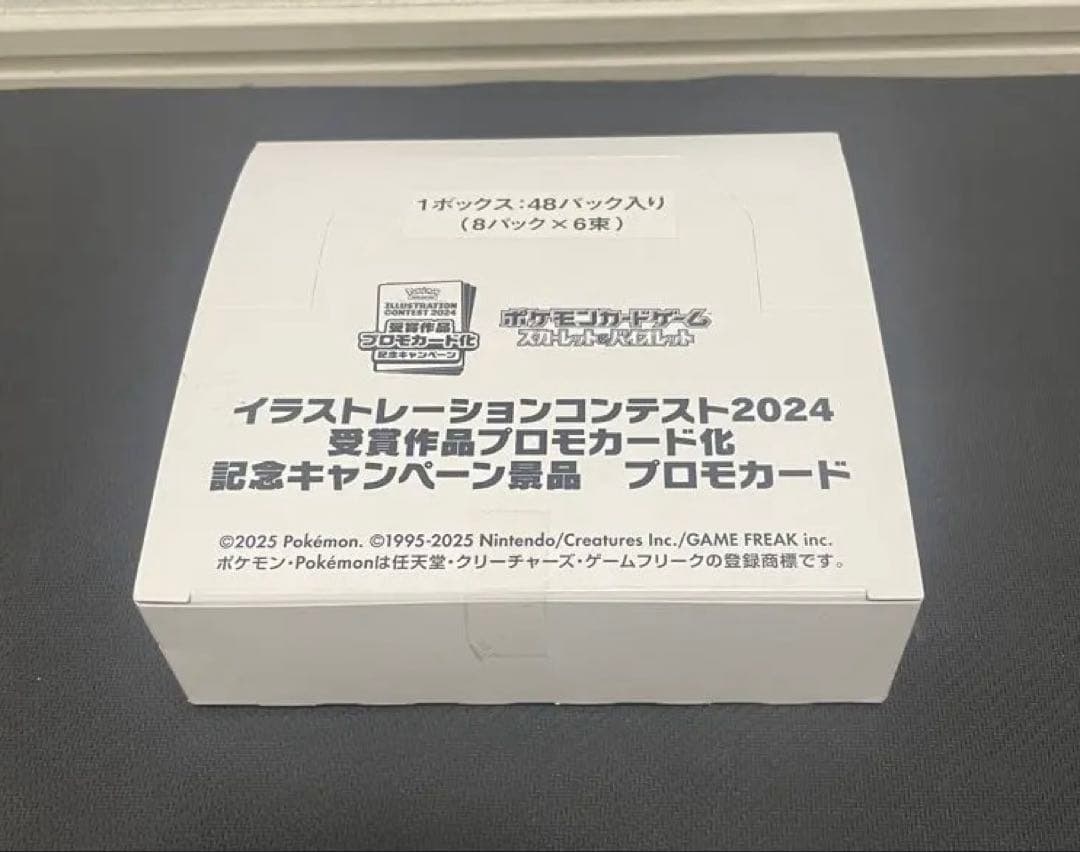 1ボックス:48パック入り
(8パック×6束)
Pokémon
ILLUSTRATION
CONTEST 2024
受賞作品
プロモカード化
記念キャンペーン
ポケモンカードゲーム
スカーレット&バイオレット
イラストレーションコンテスト2024
受賞作品プロモカード化
記念キャンペーン景品 プロモカード
©2025 Pokémon. ©1995-2025 Nintendo/Creatures Inc./GAME FREAK inc.
ポケモン・Pokémonは任天堂・クリーチャーズ・ゲームフリークの登録商標です。